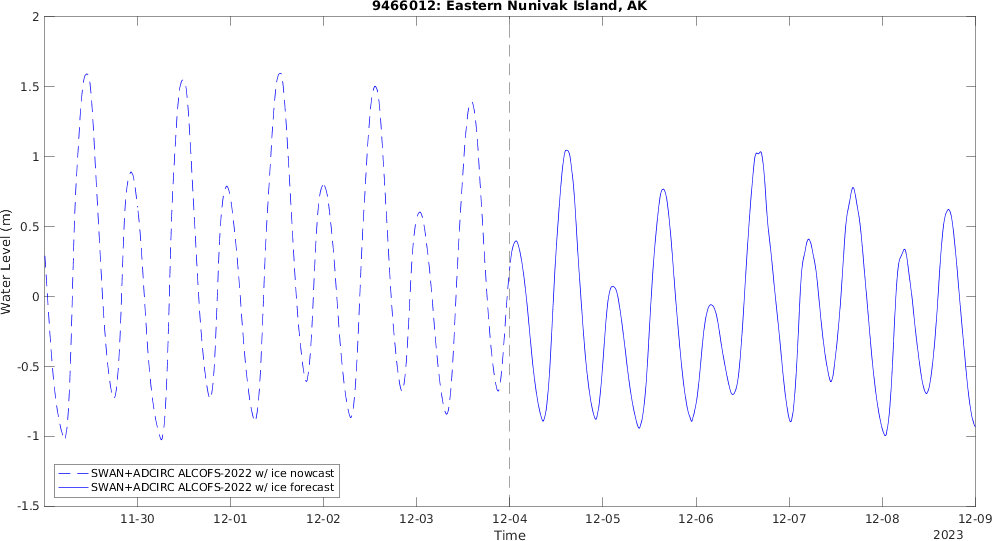 9466012: Eastern Nunivak Island, AK
2
1.5
1
0.5
0
-0.5
-1
-1.5
Water Level (m)
SWAN+ADCIRC ALCOFS-2022 w/ ice nowcast
SWAN+ADCIRC ALCOFS-2022 w/ ice forecast
11-30 12-01 12-02 12-03 12-04 12-05 12-06 12-07 12-08 12-09
Time
2023